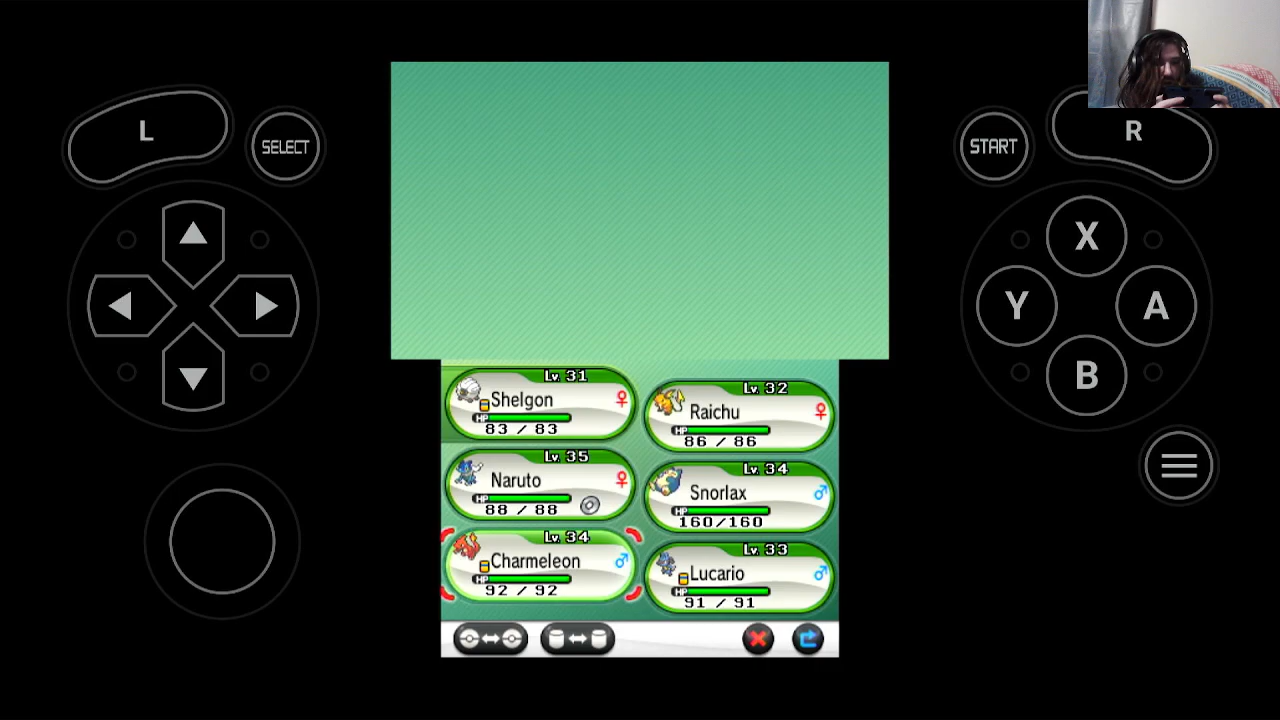 L
SELECT
START
R
X
Y
A
B
Lv. 31
Shelgon ♀
HP
83 / 83
Lv. 32
Raichu ♀
HP
86 / 86
Lv. 35
Naruto ♀
HP
88 / 88
Lv. 34
Snorlax ♂
HP
160/160
Lv. 34
Charmeleon ♂
HP
92 / 92
Lv. 33
Lucario ♂
HP
91 / 91